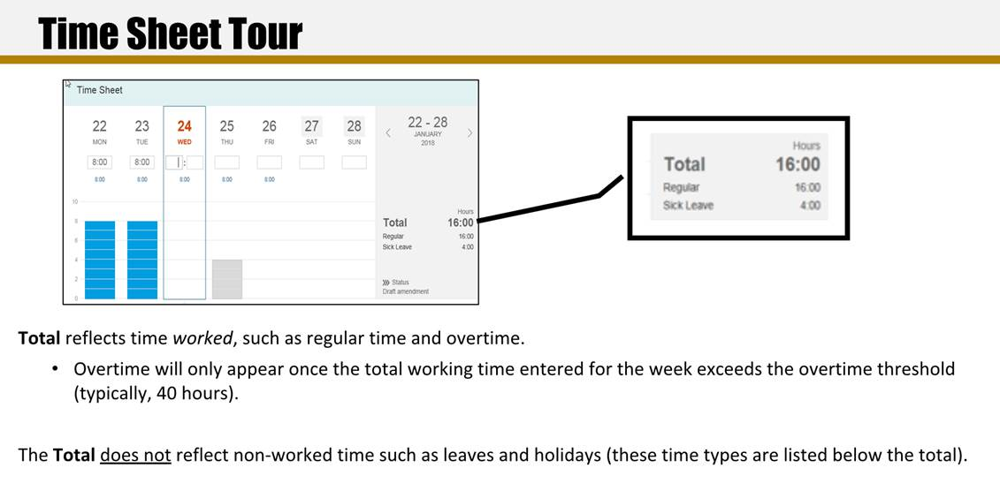 Time Sheet Tour
Time Sheet
22 23 24 25 26 27 28
MON TUE WED THU FRI SAT SUN
8:00 8:00 :
8:00 8:00 8:00 8:00 8:00
22 - 28
JANUARY
2018
10
8
6
4
2
0
Hours
Total 16:00
Regular 16:00
Sick Leave 4:00
Status
Draft amendment
Hours
Total 16:00
Regular 16:00
Sick Leave 4:00
Total reflects time worked, such as regular time and overtime.
• Overtime will only appear once the total working time entered for the week exceeds the overtime threshold
(typically, 40 hours).
The Total does not reflect non-worked time such as leaves and holidays (these time types are listed below the total).